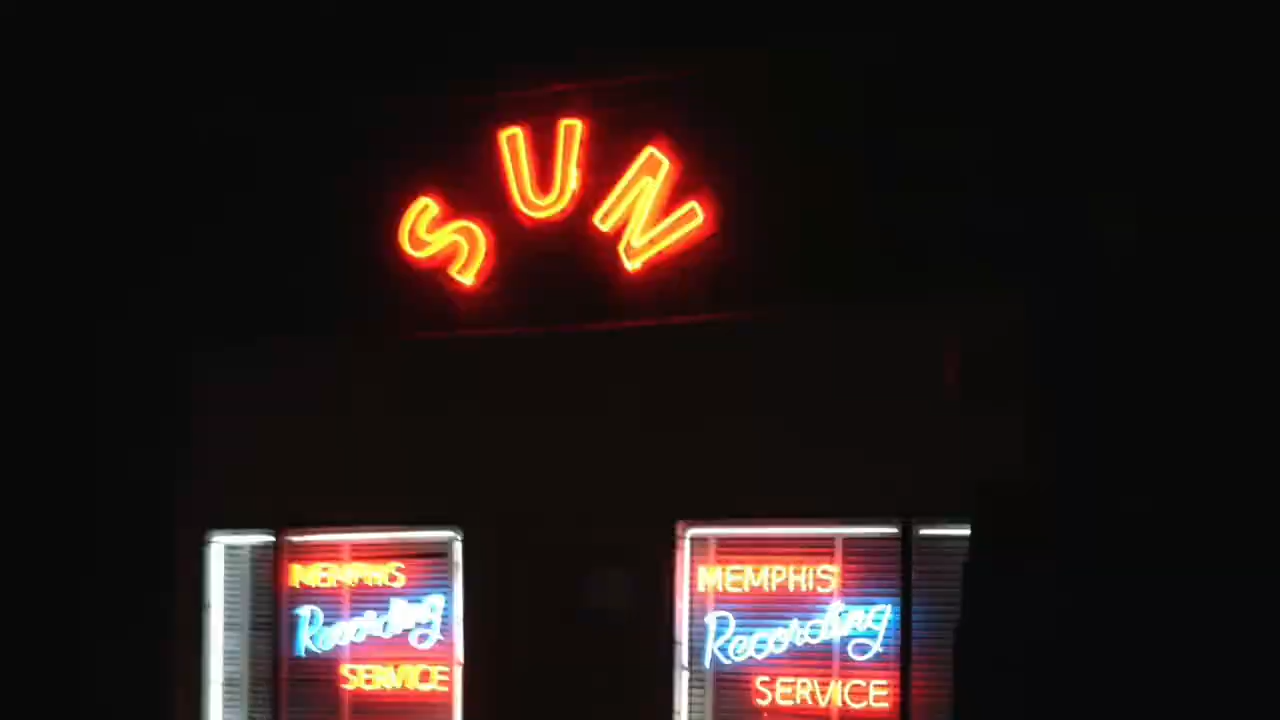 SUN
MEMPHIS
Recording
SERVICE
MEMPHIS
Recording
SERVICE